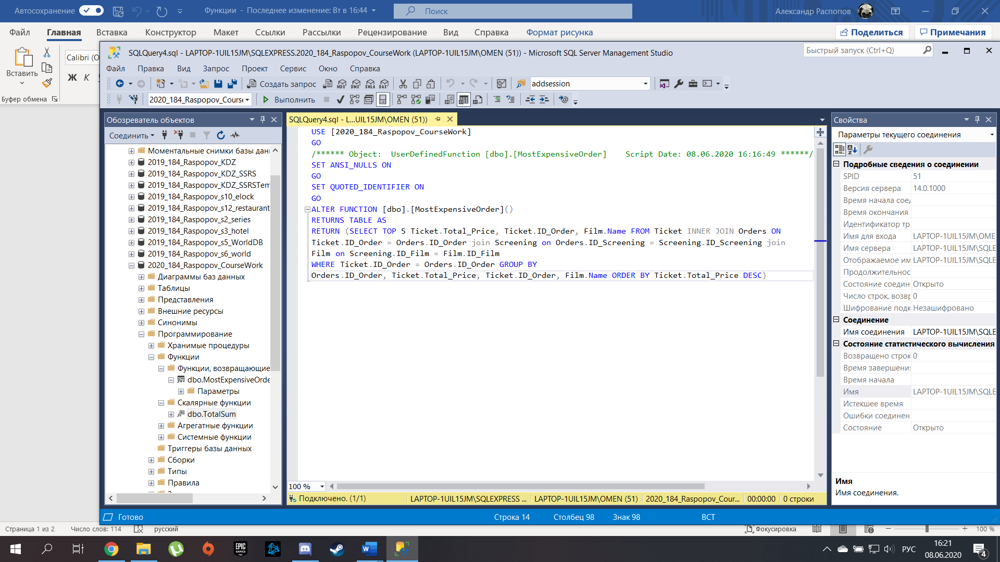 Автосохранение
Функции - Последнее изменение: Вт в 16:44
Поиск
Александр Распопов
Файл Главная Вставка Конструктор Макет Ссылки Рассылки Рецензирование Вид Справка Формат рисунка
Поделиться Примечания
Вставить
Calibri (О
Ж К
Буфер обмена
SQLQuery4.sql - LAPTOP-1UIL15JM\SQLEXPRESS.2020_184_Raspopov_CourseWork (LAPTOP-1UIL15JM\OMEN (51)) - Microsoft SQL Server Management Studio
Быстрый запуск (Ctrl+Q)
Файл Правка Вид Запрос Проект Сервис Окно Справка
Создать запрос
MDX DMX XMLA DAX
addsession
2020_184_Raspopov_Course
Выполнить
Обозреватель объектов
Соединить
Моментальные снимки базы дан
2019_184_Raspopov_KDZ
2019_184_Raspopov_KDZ_SSRS
2019_184_Raspopov_KDZ_SSRSTem
2019_184_Raspopov_s10_elock
2019_184_Raspopov_s12_restaurant
2019_184_Raspopov_s2_series
2019_184_Raspopov_s3_hotel
2019_184_Raspopov_s5_WorldDB
2019_184_Raspopov_s6_world
2020_184_Raspopov_CourseWork
Диаграммы баз данных
Таблицы
Представления
Внешние ресурсы
Синонимы
Программирование
Хранимые процедуры
Функции
Функции, возвращающие
dbo.MostExpensiveOrde
Параметры
Скалярные функции
dbo.TotalSum
Агрегатные функции
Системные функции
Триггеры базы данных
Сборки
Типы
Правила
SQLQuery4.sql - L...UIL15JM\OMEN (51))
USE [2020_184_Raspopov_CourseWork]
GO
/****** Object:  UserDefinedFunction [dbo].[MostExpensiveOrder]    Script Date: 08.06.2020 16:16:49 ******/
SET ANSI_NULLS ON
GO
SET QUOTED_IDENTIFIER ON
GO
ALTER FUNCTION [dbo].[MostExpensiveOrder]()
RETURNS TABLE AS
RETURN (SELECT TOP 5 Ticket.Total_Price, Ticket.ID_Order, Film.Name FROM Ticket INNER JOIN Orders ON
Ticket.ID_Order = Orders.ID_Order join Screening on Orders.ID_Screening = Screening.ID_Screening join
Film on Screening.ID_Film = Film.ID_Film
WHERE Ticket.ID_Order = Orders.ID_Order GROUP BY
Orders.ID_Order, Ticket.Total_Price, Ticket.ID_Order, Film.Name ORDER BY Ticket.Total_Price DESC)
100 %
Подключено. (1/1)
LAPTOP-1UIL15JM\SQLEXPRESS ...
LAPTOP-1UIL15JM\OMEN (51)
2020_184_Raspopov_Cour...
00:00:00
0 строки
Свойства
Параметры текущего соединения
Подробные сведения о соединении
SPID 51
Версия сервера 14.0.1000
Время начала соед
Время окончания
Идентификатор тр
Имя для входа LAPTOP-1UIL15JM\OME
Имя сервера LAPTOP-1UIL15JM\SQLE
Отображаемое им LAPTOP-1UIL15JM\SQLE
Продолжительнос
Состояние соедин Открыто
Число строк, возвр 0
Шифрование подк Незашифровано
Соединение
Имя соединения LAPTOP-1UIL15JM\SQLE
Состояние статистического вычисления
Возвращено строк 0
Время завершения
Время начала
Имя LAPTOP-1UIL15JM\SQLE
Истекшее время
Ошибки соединен
Состояние Открыто
Имя
Имя соединения.
Готово
Строка 14 Столбец 98 Знак 98 ВСТ
Страница 1 из 2 Число слов: 114 русский
Фокусировка
100 %
EPIC GAMES
РУС
16:21
08.06.2020
4